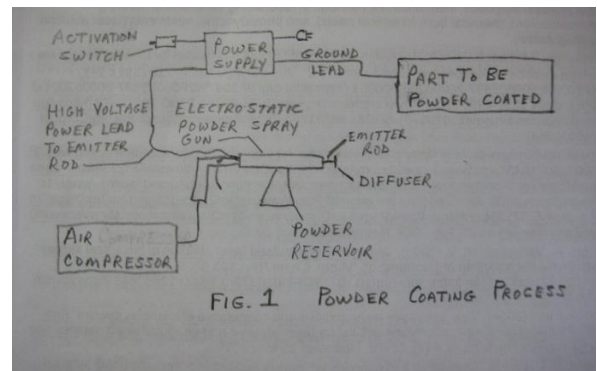 ACTIVATION
SWITCH
POWER
SUPPLY
GROUND
LEAD
PART TO BE
POWDER COATED
HIGH VOLTAGE
POWER LEAD
TO EMITTER
ROD
ELECTROSTATIC
POWDER SPRAY
GUN
EMITTER
ROD
DIFFUSER
POWDER
RESERVOIR
AIR
COMPRESSOR
FIG. 1 POWDER COATING PROCESS